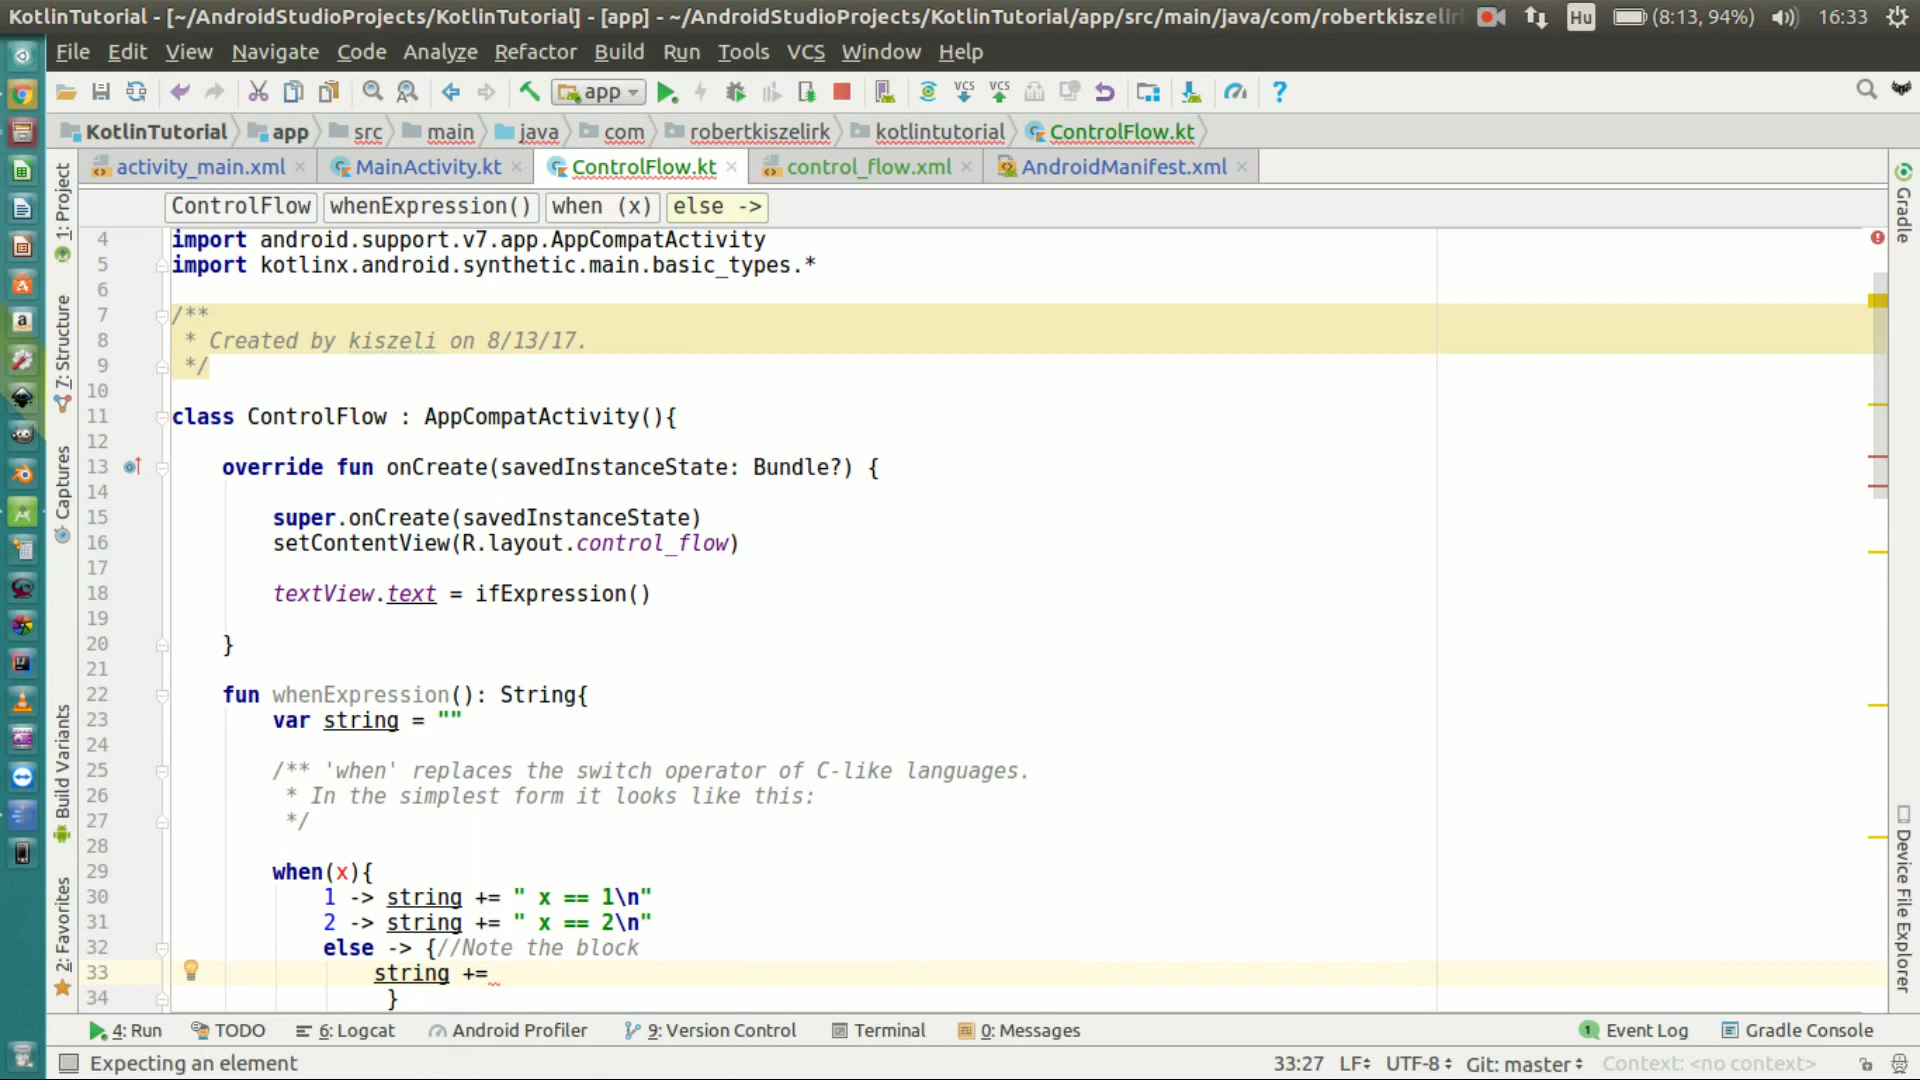 KotlinTutorial - [~/AndroidStudioProjects/KotlinTutorial] - [app] - ~/AndroidStudioProjects/KotlinTutorial/app/src/main/java/com/robertkiszelirk
Hu (8:13, 94%) 16:33
File Edit View Navigate Code Analyze Refactor Build Run Tools VCS Window Help
app VCS VCS ?
KotlinTutorial app src main java com robertkiszelirk kotlintutorial ControlFlow.kt
activity_main.xml MainActivity.kt ControlFlow.kt control_flow.xml AndroidManifest.xml
ControlFlow whenExpression() when (x) else ->
4 import android.support.v7.app.AppCompatActivity
5 import kotlinx.android.synthetic.main.basic_types.*
6
7 /**
8 * Created by kiszeli on 8/13/17.
9 */
10
11 class ControlFlow : AppCompatActivity(){
12
13 override fun onCreate(savedInstanceState: Bundle?) {
14
15 super.onCreate(savedInstanceState)
16 setContentView(R.layout.control_flow)
17
18 textView.text = ifExpression()
19
20 }
21
22 fun whenExpression(): String{
23 var string = ""
24
25 /** 'when' replaces the switch operator of C-like languages.
26 * In the simplest form it looks like this:
27 */
28
29 when(x){
30 1 -> string += " x == 1\n"
31 2 -> string += " x == 2\n"
32 else -> {//Note the block
33 string +=
34 }
1: Project
7: Structure
Captures
Build Variants
2: Favorites
Gradle
Device File Explorer
4: Run TODO 6: Logcat Android Profiler 9: Version Control Terminal 0: Messages 1 Event Log Gradle Console
Expecting an element 33:27 LF UTF-8 Git: master Context: <no context>